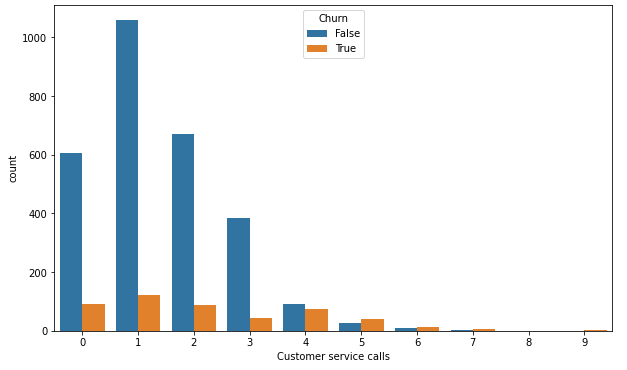 Churn
False
True
1000
800
600
400
200
0
count
0 1 2 3 4 5 6 7 8 9
Customer service calls